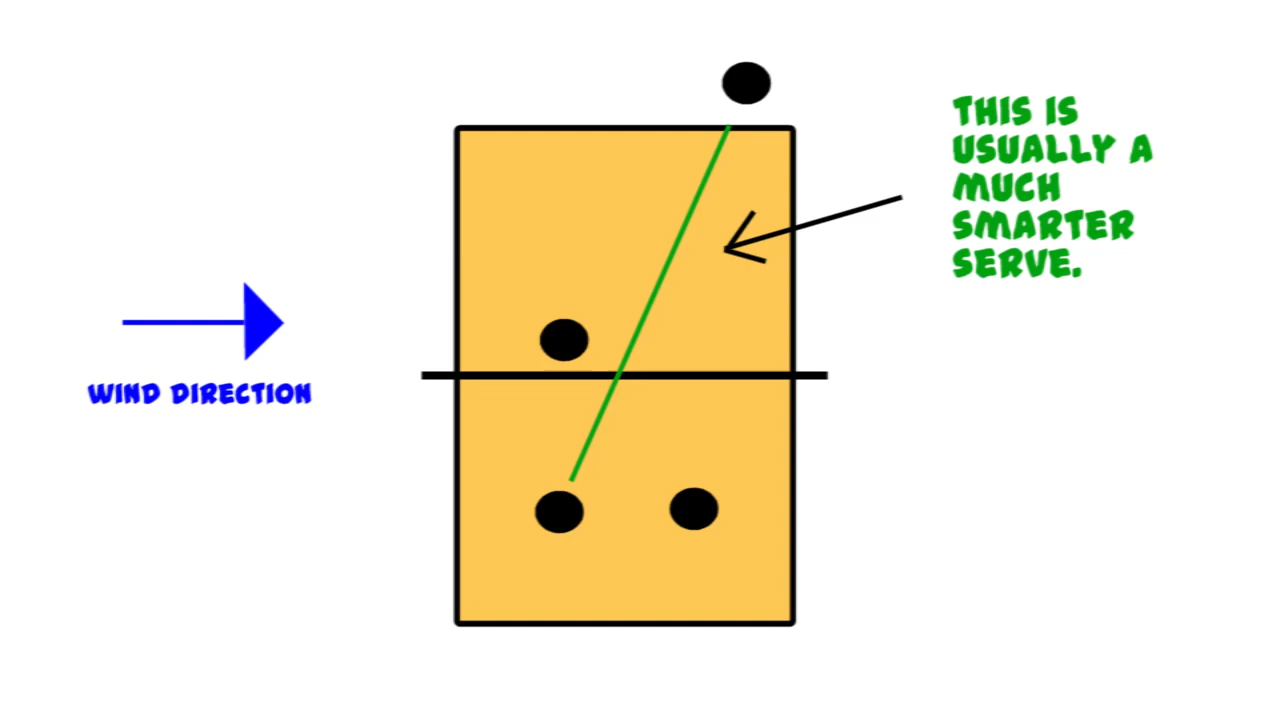 THIS IS
USUALLY A
MUCH
SMARTER
SERVE.
WIND DIRECTION